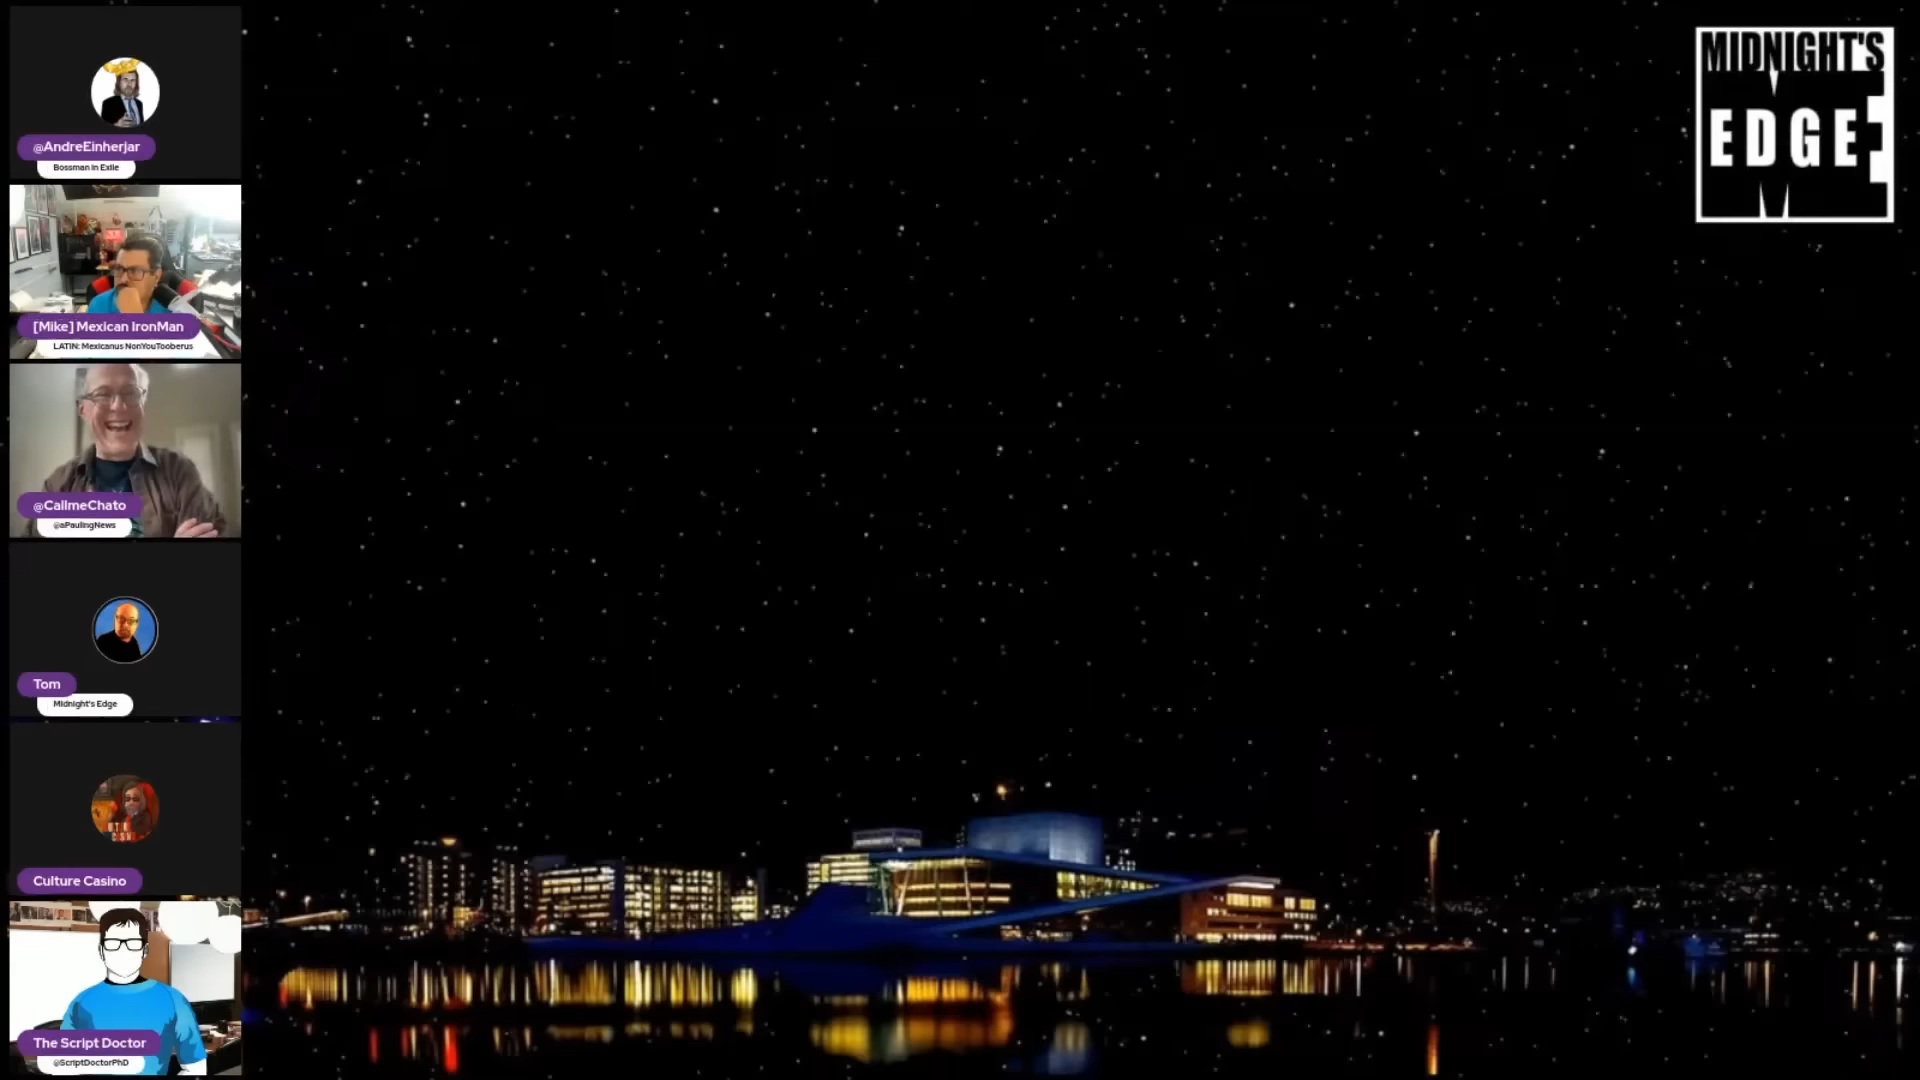 @AndreEinherjar
Bossman in Exile
[Mike] Mexican IronMan
LATIN: Mexicanus NonYouTooberus
@CallmeChato
@aPaulingNews
Tom
Midnight's Edge
Culture Casino
The Script Doctor
@ScriptDoctorPhD
MIDNIGHT'S
EDGE